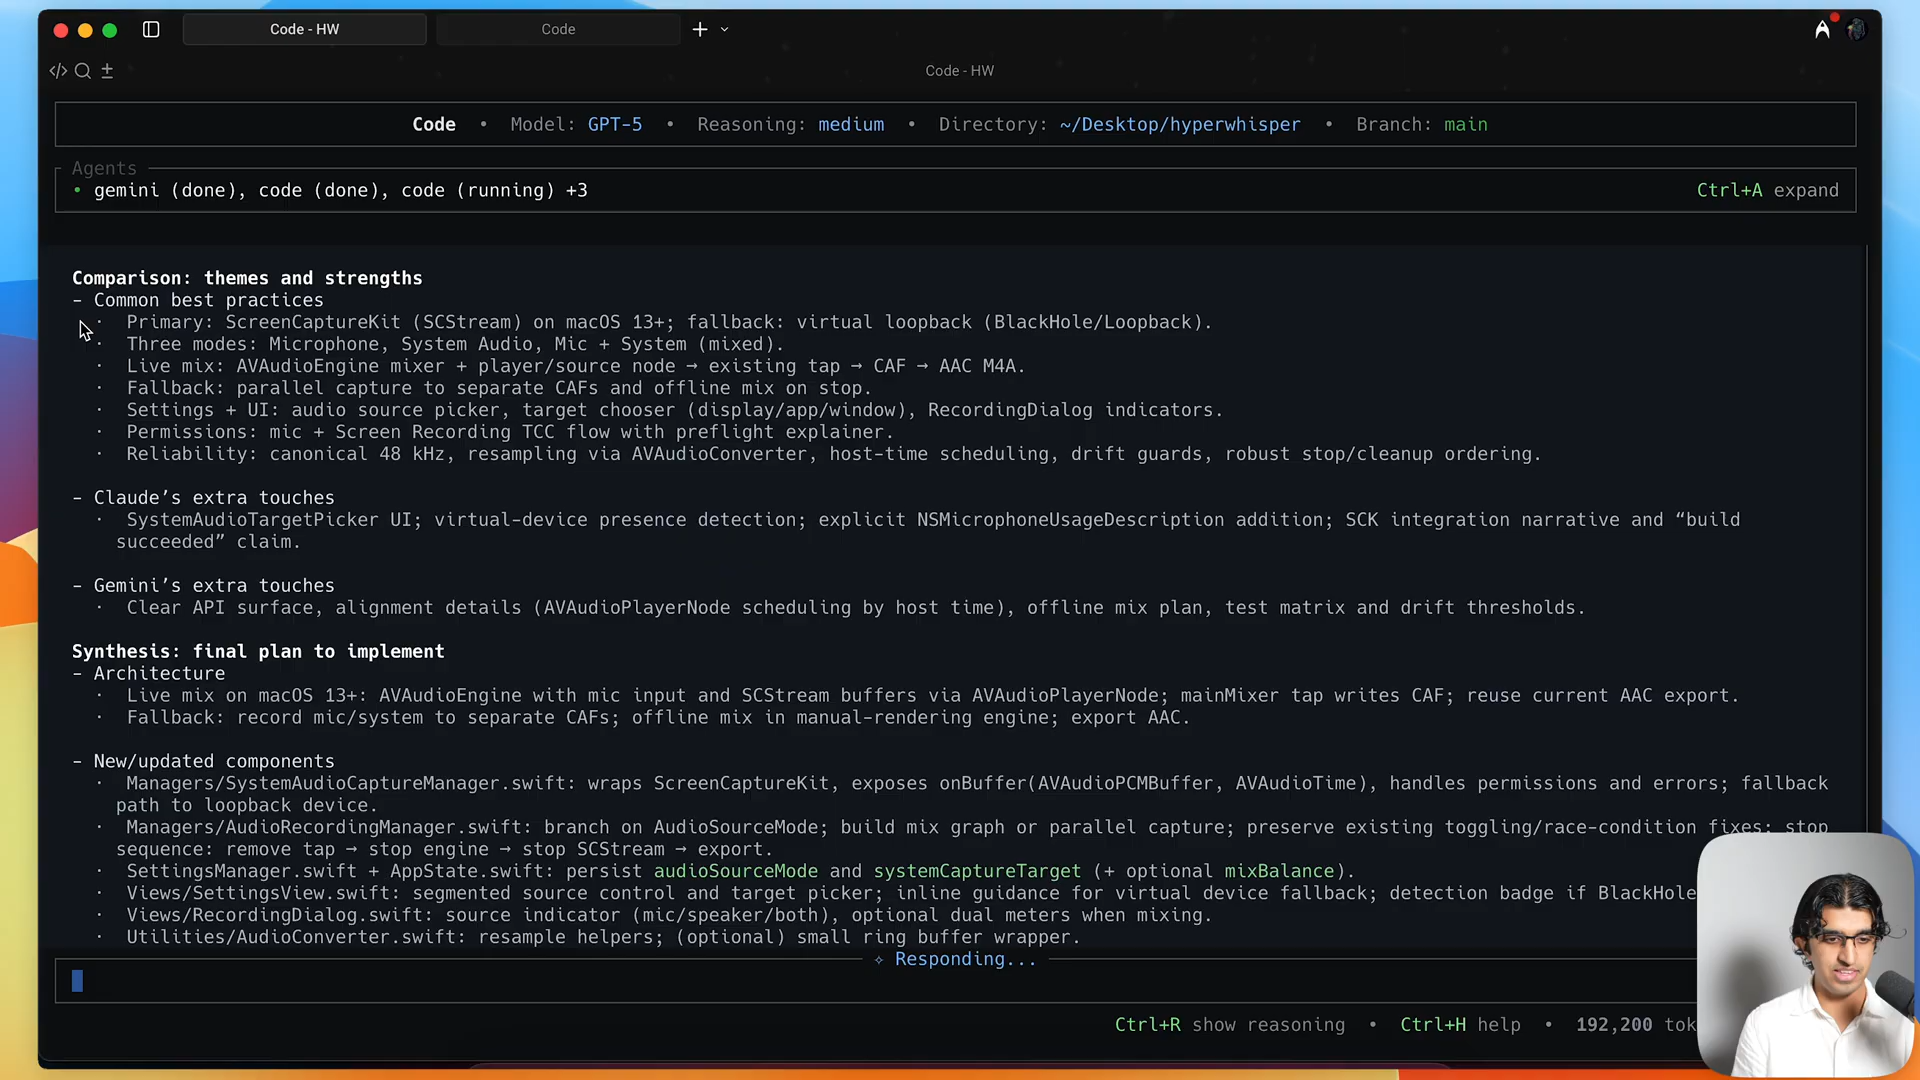 Code - HW
Code
Code - HW
Code • Model: GPT-5 • Reasoning: medium • Directory: ~/Desktop/hyperwhisper • Branch: main
Agents
• gemini (done), code (done), code (running) +3 Ctrl+A expand
Comparison: themes and strengths
- Common best practices
· Primary: ScreenCaptureKit (SCStream) on macOS 13+; fallback: virtual loopback (BlackHole/Loopback).
· Three modes: Microphone, System Audio, Mic + System (mixed).
· Live mix: AVAudioEngine mixer + player/source node → existing tap → CAF → AAC M4A.
· Fallback: parallel capture to separate CAFs and offline mix on stop.
· Settings + UI: audio source picker, target chooser (display/app/window), RecordingDialog indicators.
· Permissions: mic + Screen Recording TCC flow with preflight explainer.
· Reliability: canonical 48 kHz, resampling via AVAudioConverter, host-time scheduling, drift guards, robust stop/cleanup ordering.
- Claude’s extra touches
· SystemAudioTargetPicker UI; virtual-device presence detection; explicit NSMicrophoneUsageDescription addition; SCK integration narrative and “build
succeeded” claim.
- Gemini’s extra touches
· Clear API surface, alignment details (AVAudioPlayerNode scheduling by host time), offline mix plan, test matrix and drift thresholds.
Synthesis: final plan to implement
- Architecture
· Live mix on macOS 13+: AVAudioEngine with mic input and SCStream buffers via AVAudioPlayerNode; mainMixer tap writes CAF; reuse current AAC export.
· Fallback: record mic/system to separate CAFs; offline mix in manual-rendering engine; export AAC.
- New/updated components
· Managers/SystemAudioCaptureManager.swift: wraps ScreenCaptureKit, exposes onBuffer(AVAudioPCMBuffer, AVAudioTime), handles permissions and errors; fallback
path to loopback device.
· Managers/AudioRecordingManager.swift: branch on AudioSourceMode; build mix graph or parallel capture; preserve existing toggling/race-condition fixes; stop
sequence: remove tap → stop engine → stop SCStream → export.
· SettingsManager.swift + AppState.swift: persist audioSourceMode and systemCaptureTarget (+ optional mixBalance).
· Views/SettingsView.swift: segmented source control and target picker; inline guidance for virtual device fallback; detection badge if BlackHole
· Views/RecordingDialog.swift: source indicator (mic/speaker/both), optional dual meters when mixing.
· Utilities/AudioConverter.swift: resample helpers; (optional) small ring buffer wrapper.
Responding...
Ctrl+R show reasoning • Ctrl+H help • 192,200 tok